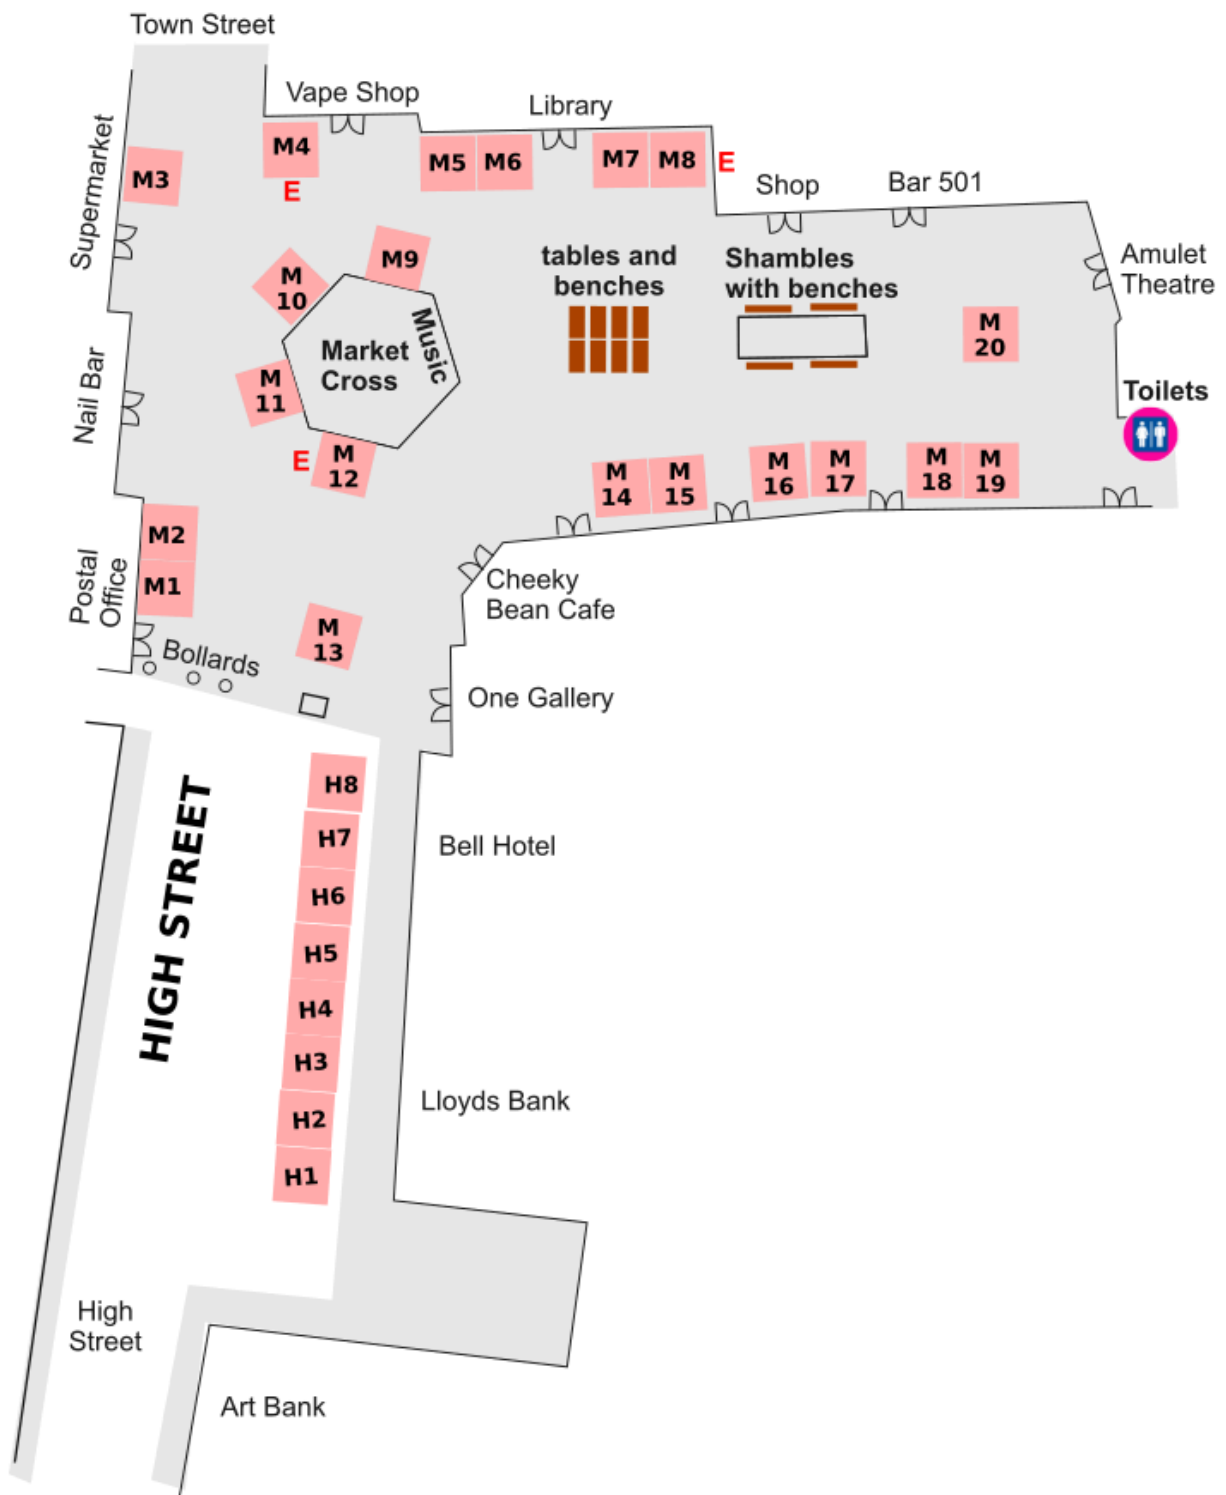 Town Street
Vape Shop
Library
Supermarket
M3
M4
E
M5
M6
M7
M8
E
Shop
Bar 501
Amulet
Theatre
M9
M
10
tables and
benches
Shambles
with benches
Music
Market
Cross
M
11
M
20
Nail Bar
Toilets
E
M
12
M
14
M
15
M
16
M
17
M
18
M
19
M2
M1
Postal
Office
Cheeky
Bean Cafe
M
13
Bollards
One Gallery
HIGH STREET
H8
H7
Bell Hotel
H6
H5
H4
H3
H2
Lloyds Bank
H1
High
Street
Art Bank